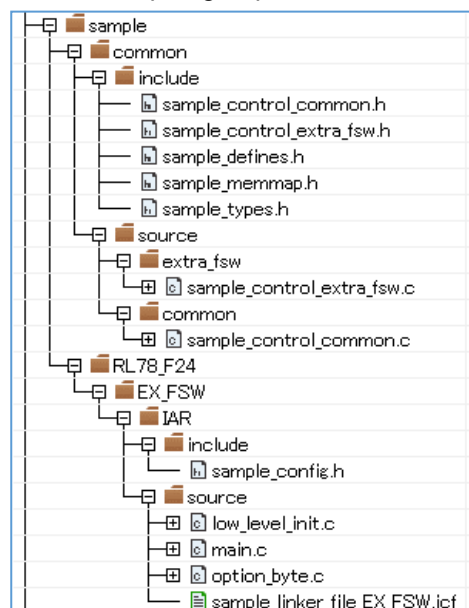 sample
common
include
sample_control_common.h
sample_control_extra_fsw.h
sample_defines.h
sample_memmap.h
sample_types.h
source
extra_fsw
sample_control_extra_fsw.c
common
sample_control_common.c
RL78_F24
EX_FSW
IAR
include
sample_config.h
source
low_level_init.c
main.c
option_byte.c
sample_linker_file_EX_FSW.icf